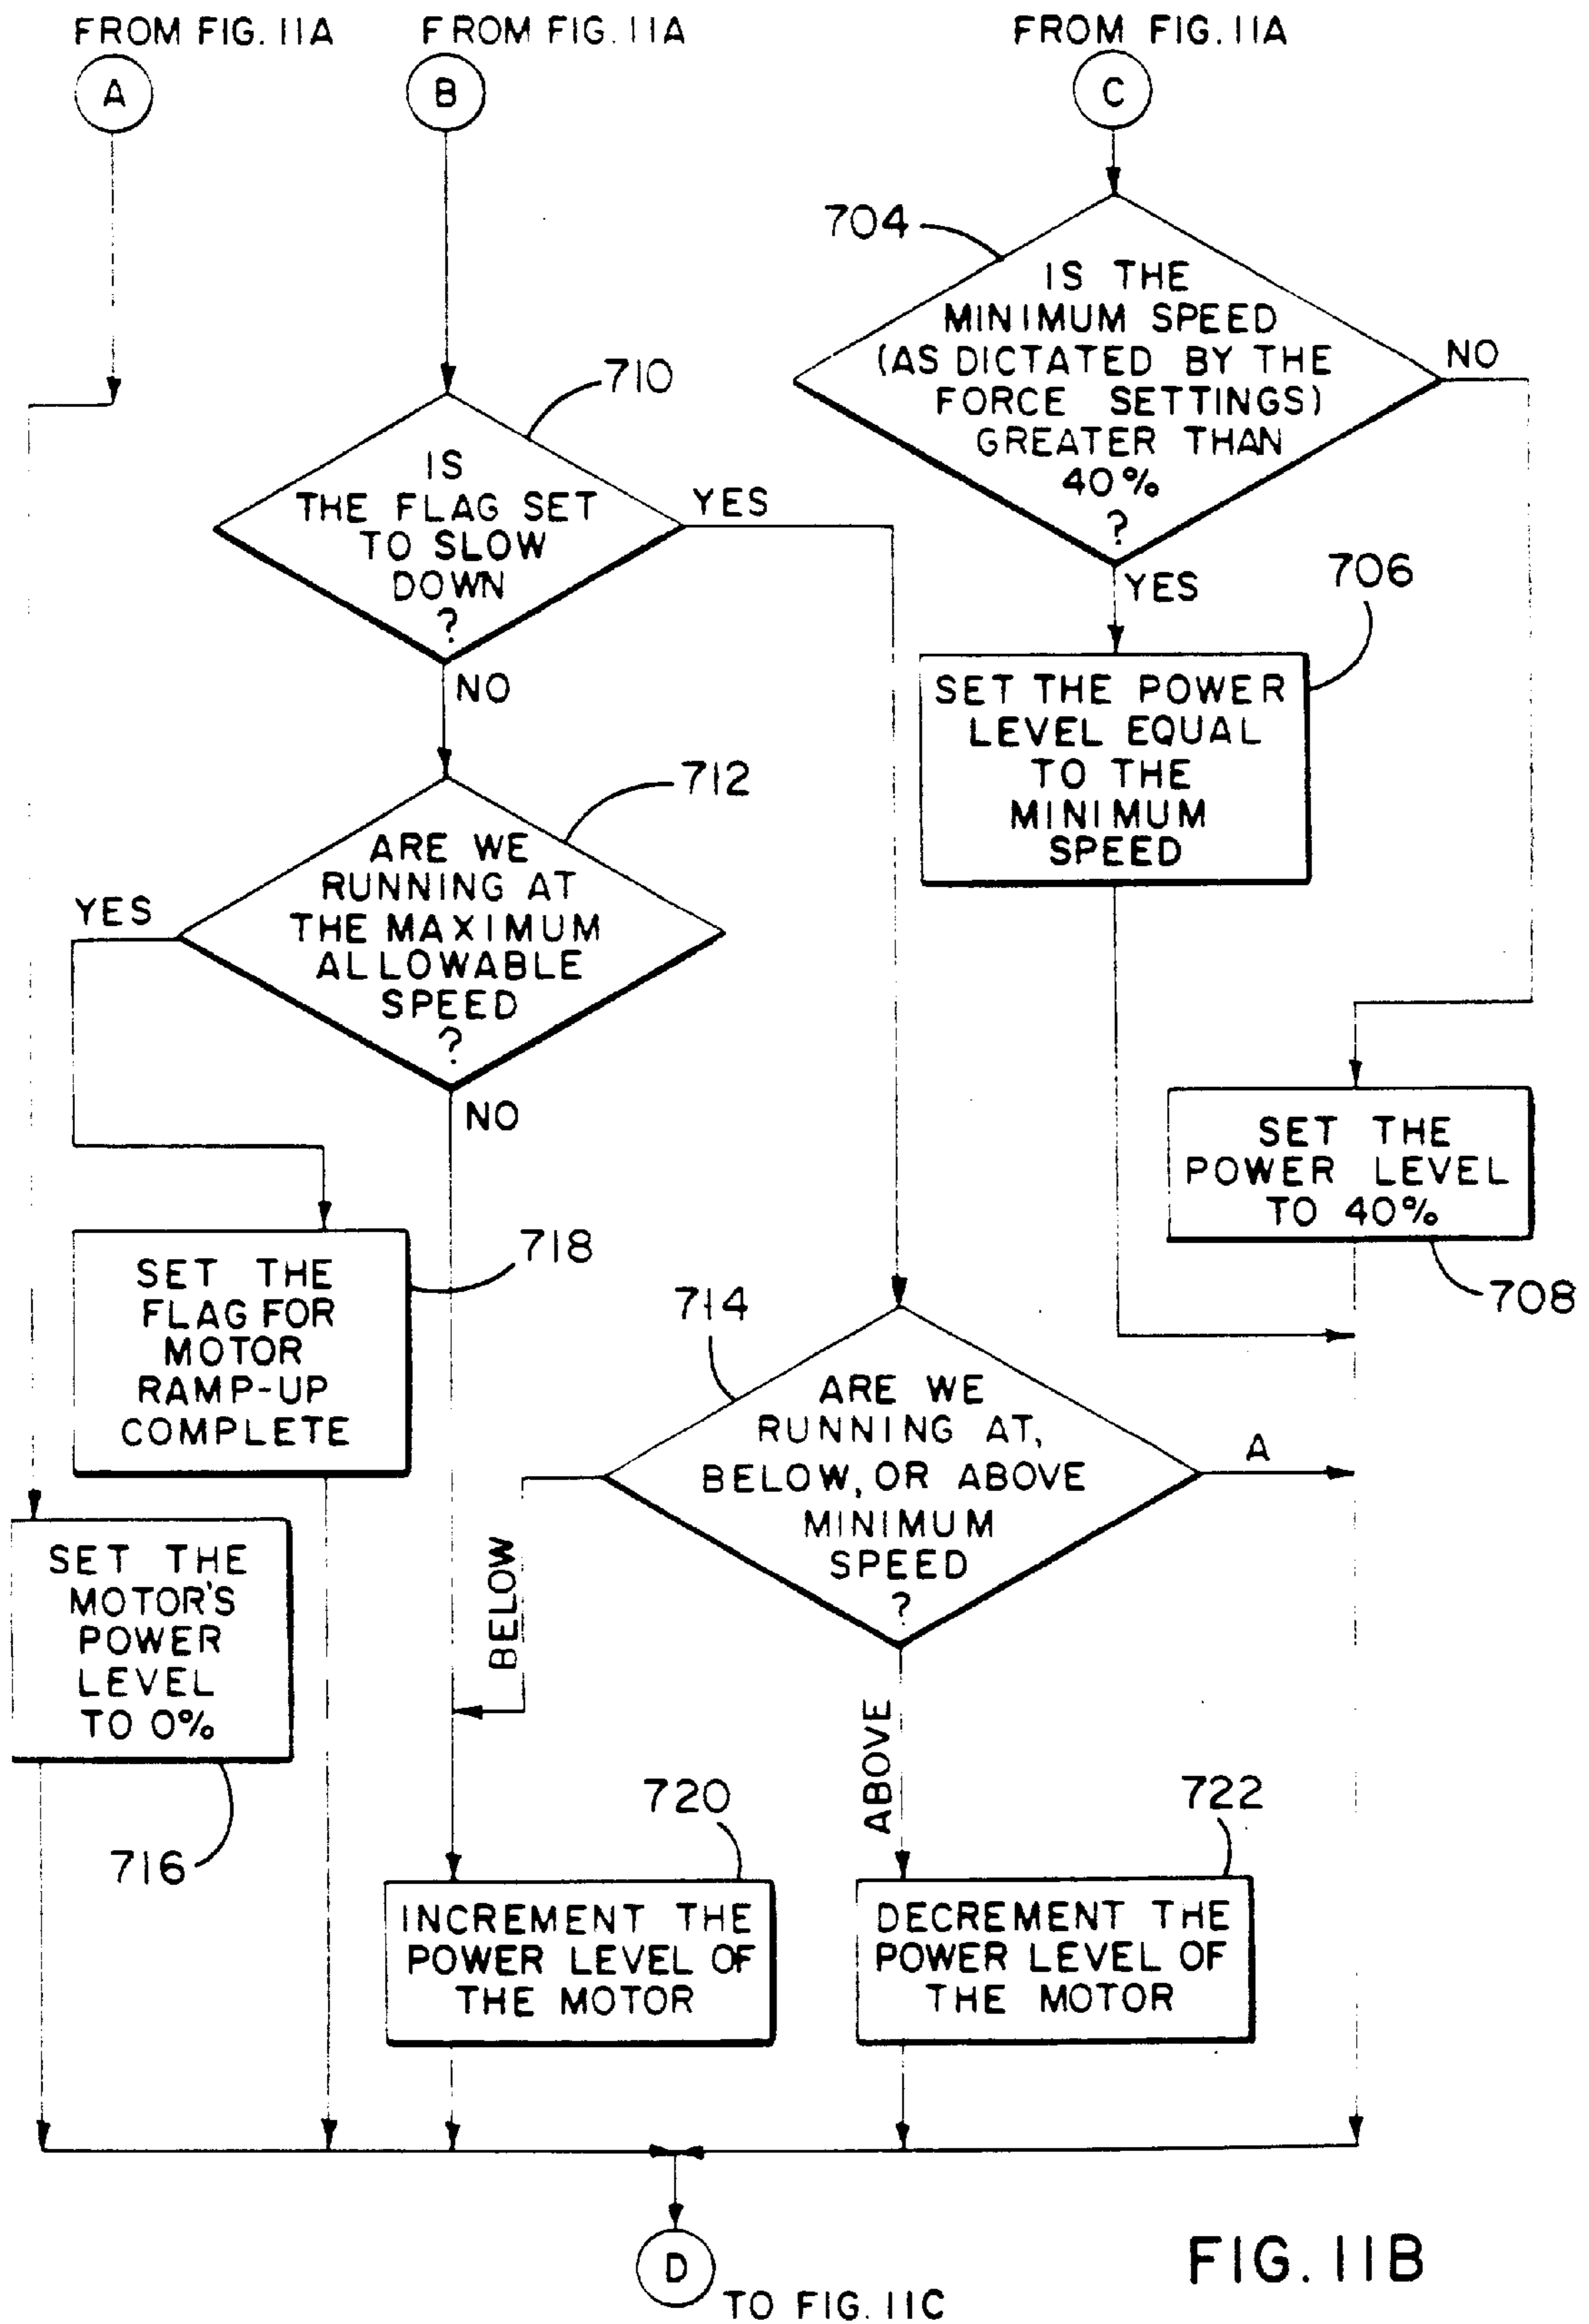 FROM FIG. 11A
A
FROM FIG. 11A
B
FROM FIG. 11A
C
704
IS THE
MINIMUM SPEED
(AS DICTATED BY THE
FORCE SETTINGS)
GREATER THAN
40%
?
NO
YES
710
IS
THE FLAG SET
TO SLOW
DOWN
?
YES
NO
706
SET THE POWER
LEVEL EQUAL
TO THE
MINIMUM
SPEED
712
ARE WE
RUNNING AT
THE MAXIMUM
ALLOWABLE
SPEED
?
YES
NO
SET THE
POWER LEVEL
TO 40%
708
718
SET THE
FLAG FOR
MOTOR
RAMP-UP
COMPLETE
714
ARE WE
RUNNING AT,
BELOW, OR ABOVE
MINIMUM
SPEED
?
A
BELOW
ABOVE
SET THE
MOTOR'S
POWER
LEVEL
TO 0%
716
720
INCREMENT THE
POWER LEVEL OF
THE MOTOR
722
DECREMENT THE
POWER LEVEL OF
THE MOTOR
D
TO FIG. 11C
FIG. 11B